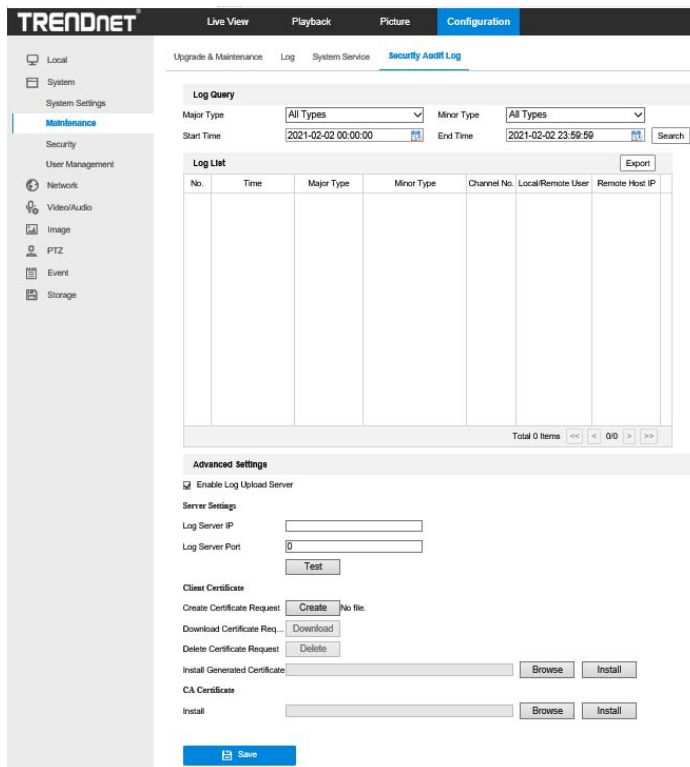 TRENDnet®
Live View Playback Picture Configuration
Local
System
System Settings
Maintenance
Security
User Management
Network
Video/Audio
Image
PTZ
Event
Storage
Upgrade & Maintenance Log System Service Security Audit Log
Log Query
Major Type All Types Minor Type All Types
Start Time 2021-02-02 00:00:00 End Time 2021-02-02 23:59:59 Search
Log List Export
No. Time Major Type Minor Type Channel No. Local/Remote User Remote Host IP
Total 0 Items << < 0/0 > >>
Advanced Settings
Enable Log Upload Server
Server Settings
Log Server IP
Log Server Port 0
Test
Client Certificate
Create Certificate Request Create No file.
Download Certificate Req... Download
Delete Certificate Request Delete
Install Generated Certificate Browse Install
CA Certificate
Install Browse Install
Save